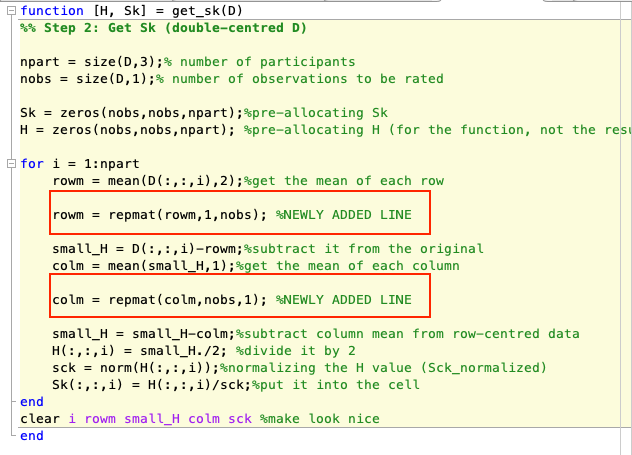 function [H, Sk] = get_sk(D)
%% Step 2: Get Sk (double-centred D)
npart = size(D,3);% number of participants
nobs = size(D,1);% number of observations to be rated
Sk = zeros(nobs,nobs,npart);%pre-allocating Sk
H = zeros(nobs,nobs,npart); %pre-allocating H (for the function, not the resu
for i = 1:npart
rowm = mean(D(:,:,i),2);%get the mean of each row
rowm = repmat(rowm,1,nobs); %NEWLY ADDED LINE
small_H = D(:,:,i)-rowm;%subtract it from the original
colm = mean(small_H,1);%get the mean of each column
colm = repmat(colm,nobs,1); %NEWLY ADDED LINE
small_H = small_H-colm;%subtract column mean from row-centred data
H(:,:,i) = small_H./2; %divide it by 2
sck = norm(H(:,:,i));%normalizing the H value (Sck_normalized)
Sk(:,:,i) = H(:,:,i)/sck;%put it into the cell
end
clear i rowm small_H colm sck %make look nice
end